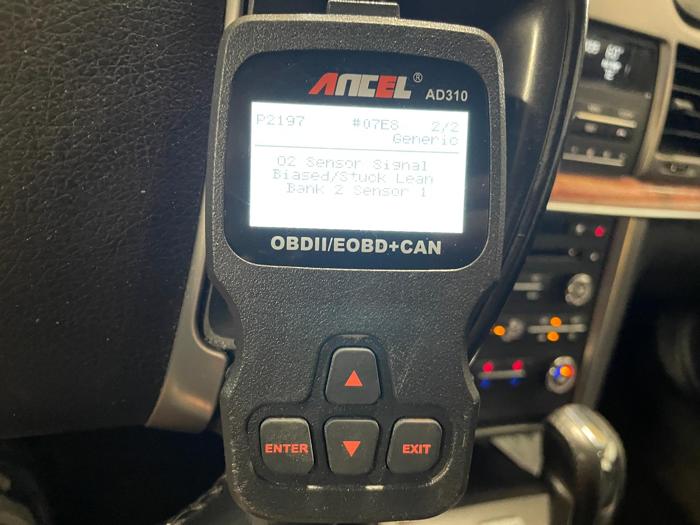 ANCEL®
AD310
P2197 #07E8 2/2
Generic
O2 Sensor Signal
Biased/Stuck Lean
Bank 2 Sensor 1
OBDII/EOBD+CAN
ENTER
EXIT